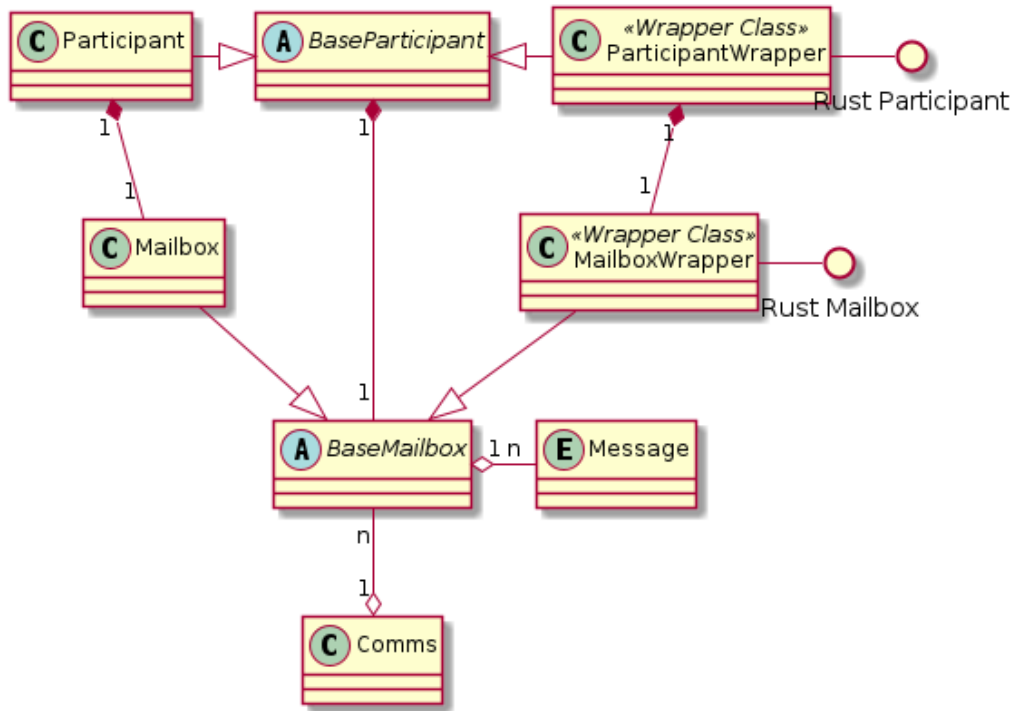 C Participant
A BaseParticipant
«Wrapper Class»
C ParticipantWrapper
Rust Participant
1
1
1
1
1
C Mailbox
«Wrapper Class»
C MailboxWrapper
Rust Mailbox
1
A BaseMailbox
1 n
E Message
n
1
C Comms